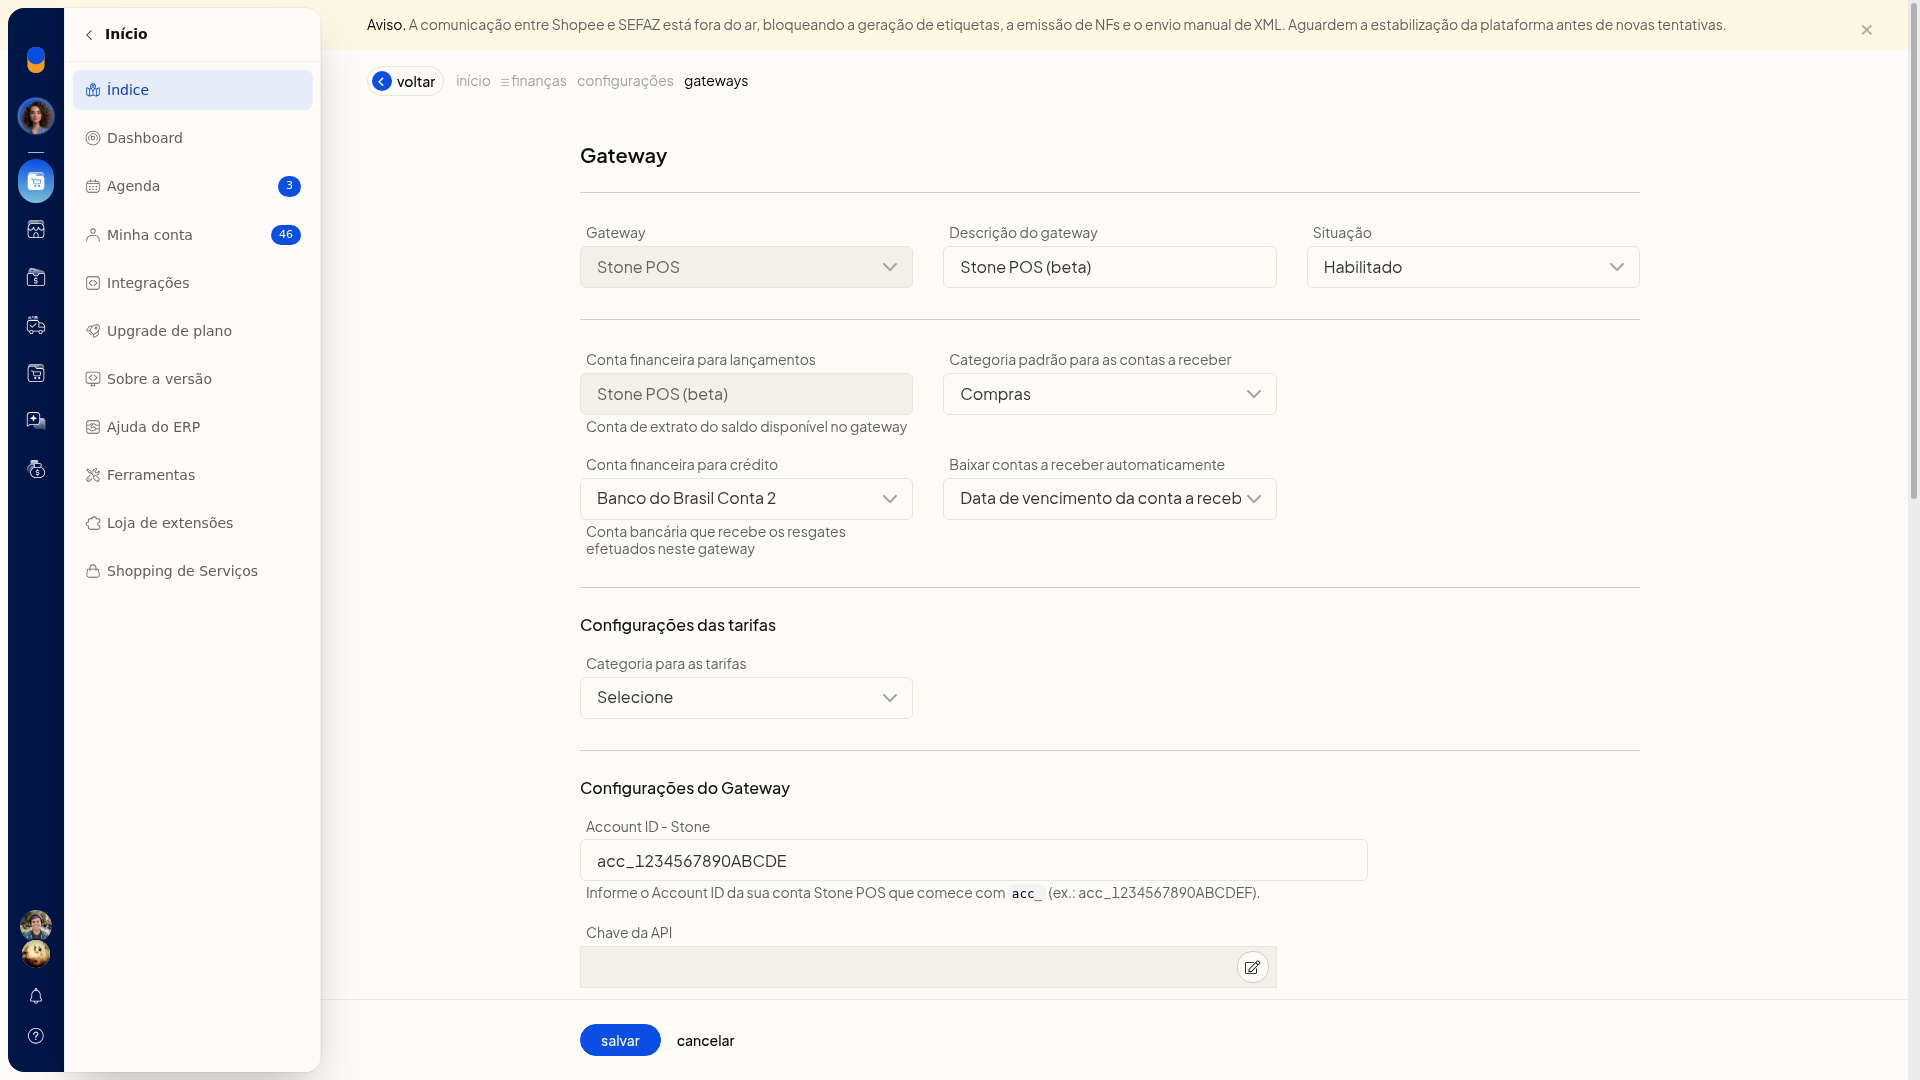 Início
Índice
Dashboard
Agenda
3
Minha conta
46
Integrações
Upgrade de plano
Sobre a versão
Ajuda do ERP
Ferramentas
Loja de extensões
Shopping de Serviços
Aviso. A comunicação entre Shopee e SEFAZ está fora do ar, bloqueando a geração de etiquetas, a emissão de NFs e o envio manual de XML. Aguardem a estabilização da plataforma antes de novas tentativas.
voltar início finanças configurações gateways
Gateway
Gateway Descrição do gateway Situação
Stone POS Stone POS (beta) Habilitado
Conta financeira para lançamentos Categoria padrão para as contas a receber
Stone POS (beta) Compras
Conta de extrato do saldo disponível no gateway
Conta financeira para crédito Baixar contas a receber automaticamente
Banco do Brasil Conta 2 Data de vencimento da conta a receb
Conta bancária que recebe os resgates
efetuados neste gateway
Configurações das tarifas
Categoria para as tarifas
Selecione
Configurações do Gateway
Account ID - Stone
acc_1234567890ABCDE
Informe o Account ID da sua conta Stone POS que comece com acc_ (ex.: acc_1234567890ABCDEF).
Chave da API
salvar cancelar